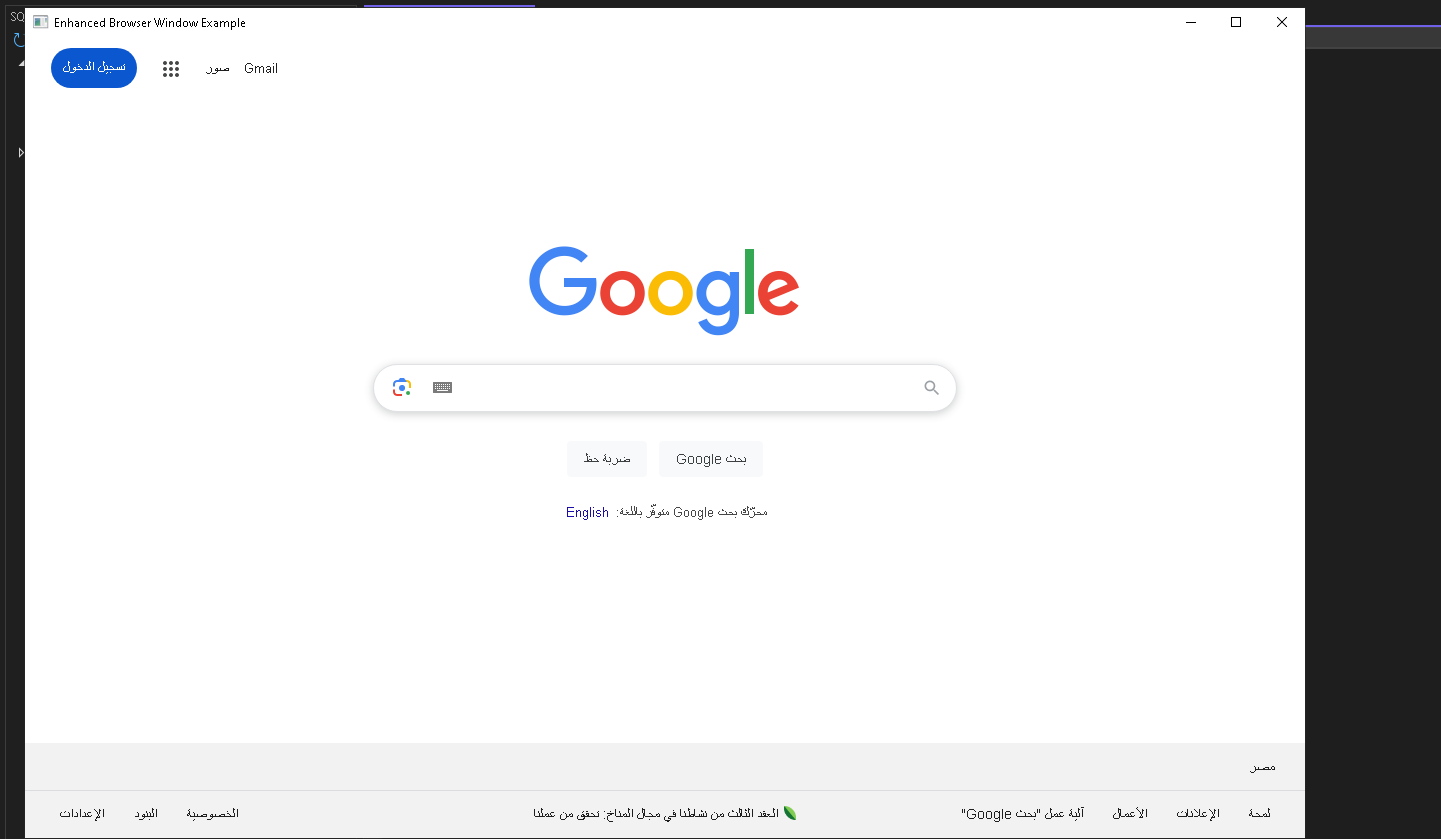 SQ
Enhanced Browser Window Example
Gmail صور تسجيل الدخول
Google
بحث Google ضربة حظ
محرّك بحث Google متوفّر باللغة: English
مصر
لمحة الإعلانات الأعمال آلية عمل "بحث Google" العقد الثالث من نشاطنا في مجال المناخ: تحقق من عملنا الخصوصية البنود الإعدادات